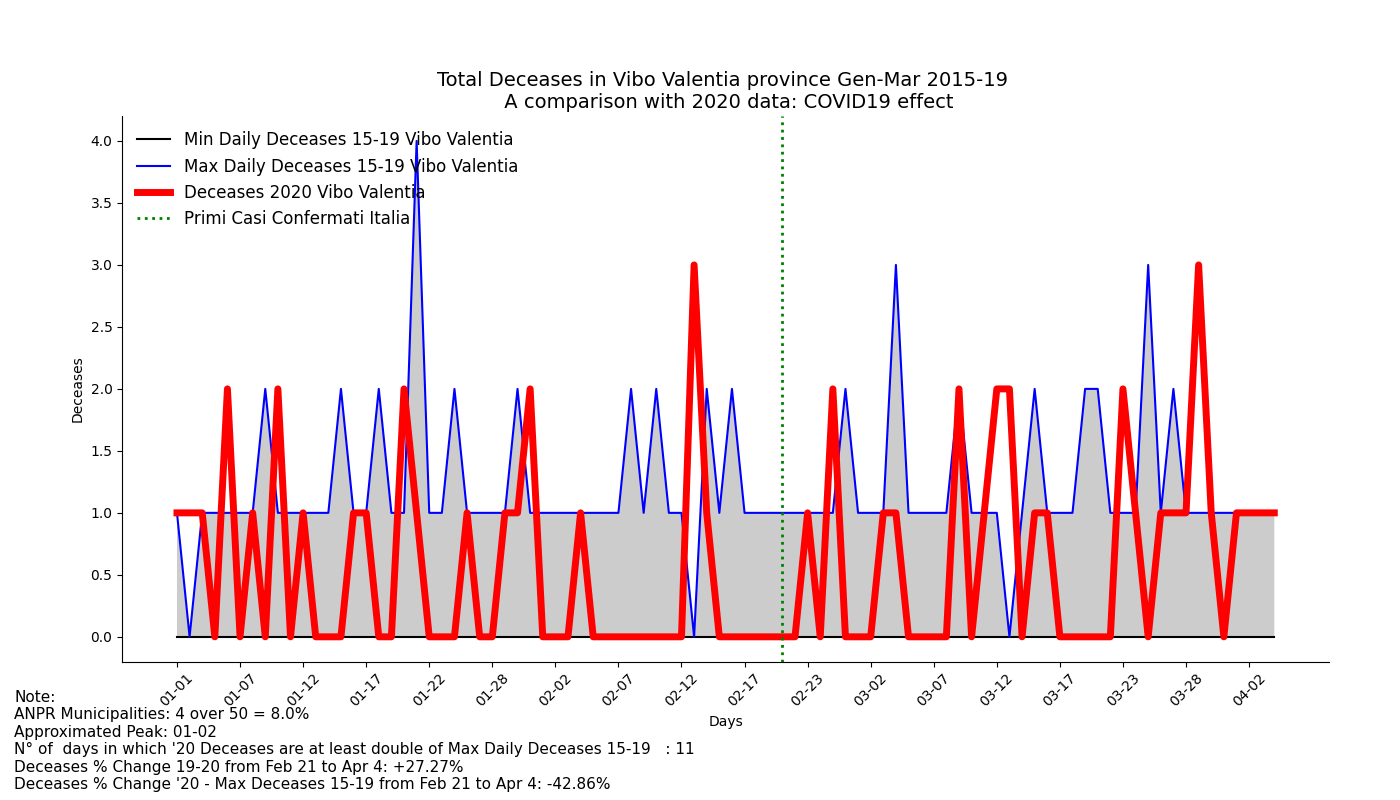 Total Deceases in Vibo Valentia province Gen-Mar 2015-19
A comparison with 2020 data: COVID19 effect
Min Daily Deceases 15-19 Vibo Valentia
Max Daily Deceases 15-19 Vibo Valentia
Deceases 2020 Vibo Valentia
Primi Casi Confermati Italia
4.0
3.5
3.0
2.5
2.0
1.5
1.0
0.5
0.0
Deceases
01-01
01-07
01-12
01-17
01-22
01-28
02-02
02-07
02-12
02-17
02-23
03-02
03-07
03-12
03-17
03-23
03-28
04-02
Days
Note:
ANPR Municipalities: 4 over 50 = 8.0%
Approximated Peak: 01-02
N° of  days in which '20 Deceases are at least double of Max Daily Deceases 15-19   : 11
Deceases % Change 19-20 from Feb 21 to Apr 4: +27.27%
Deceases % Change '20 - Max Deceases 15-19 from Feb 21 to Apr 4: -42.86%